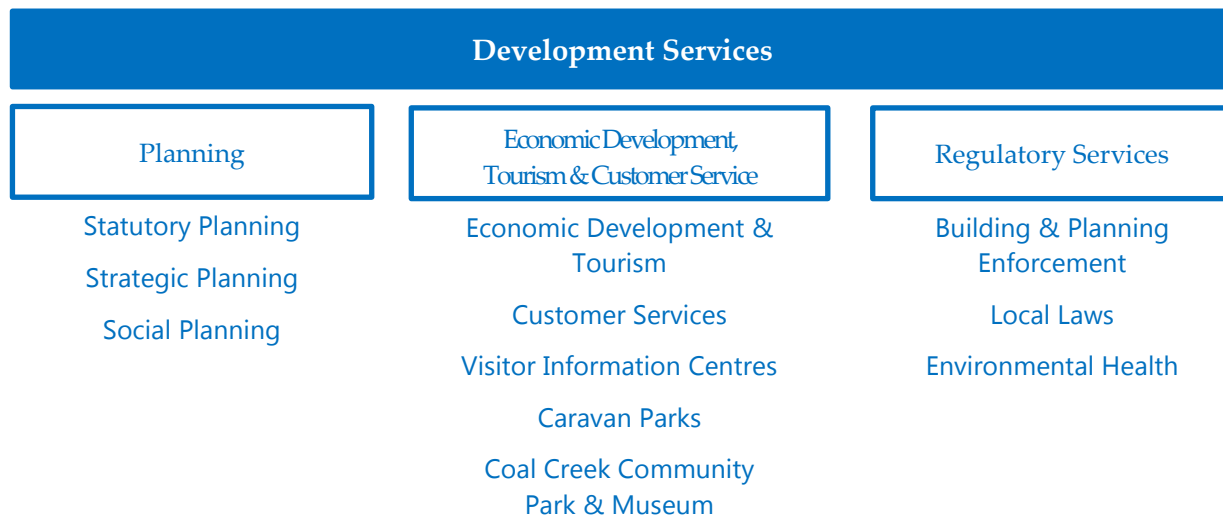 Development Services
Planning
Statutory Planning
Strategic Planning
Social Planning
Economic Development,
Tourism & Customer Service
Economic Development &
Tourism
Customer Services
Visitor Information Centres
Caravan Parks
Coal Creek Community
Park & Museum
Regulatory Services
Building & Planning
Enforcement
Local Laws
Environmental Health